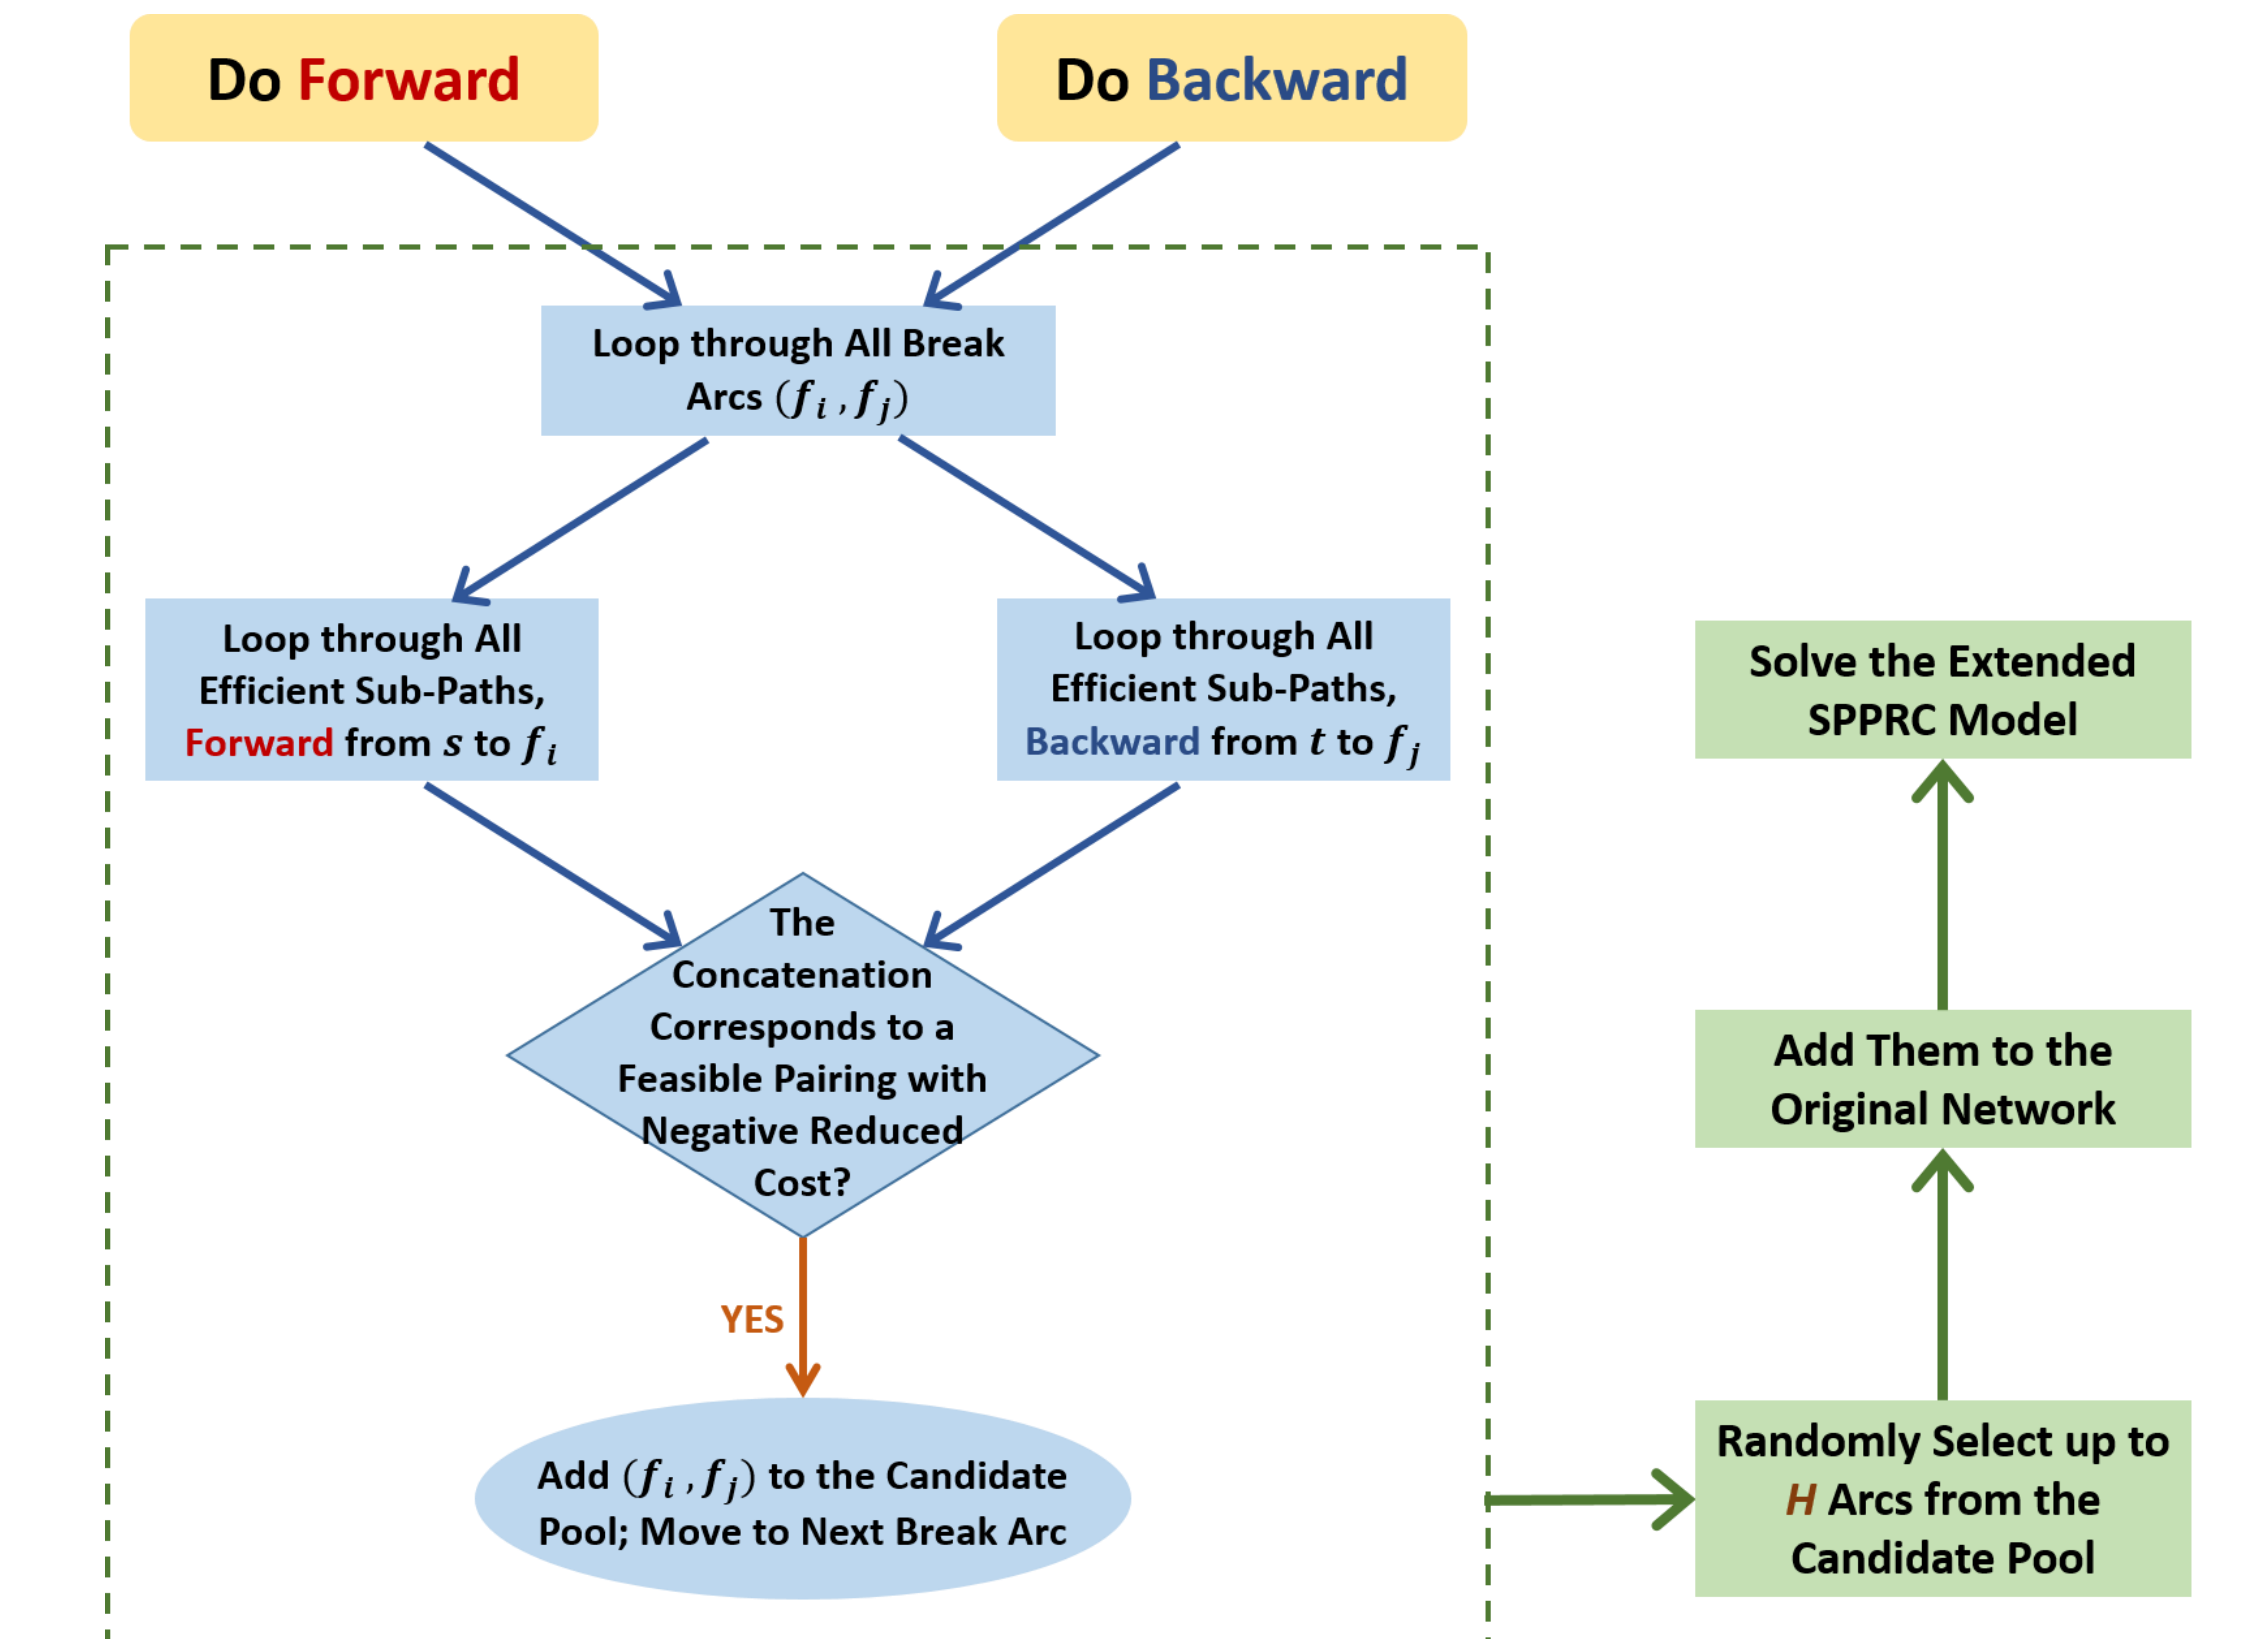 Do Forward
Do Backward
Loop through All Break
Arcs (f_i , f_j)
Loop through All
Efficient Sub-Paths,
Forward from s to f_i
Loop through All
Efficient Sub-Paths,
Backward from t to f_j
The
Concatenation
Corresponds to a
Feasible Pairing with
Negative Reduced
Cost?
YES
Add (f_i , f_j) to the Candidate
Pool; Move to Next Break Arc
Solve the Extended
SPPRC Model
Add Them to the
Original Network
Randomly Select up to
H Arcs from the
Candidate Pool